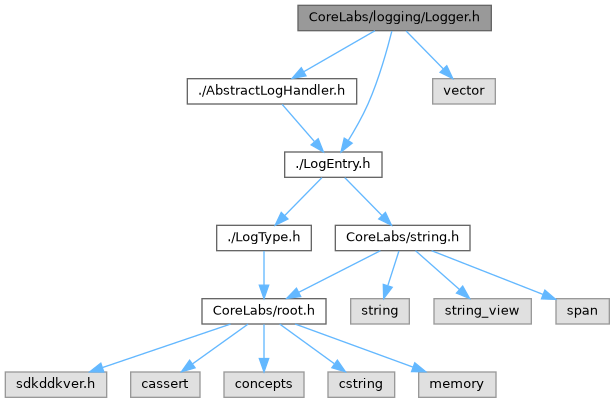 CoreLabs/logging/Logger.h
./AbstractLogHandler.h
vector
./LogEntry.h
./LogType.h
CoreLabs/string.h
CoreLabs/root.h
string
string_view
span
sdkddkver.h
cassert
concepts
cstring
memory